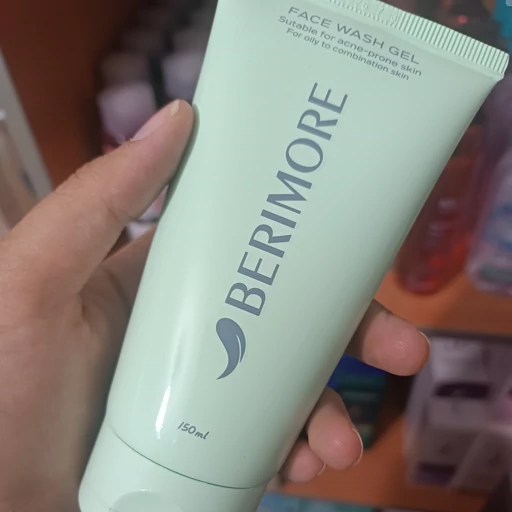 FACE WASH GEL
Sutable for acne-prone skin
For oily to combination skin
BERIMORE
150ml